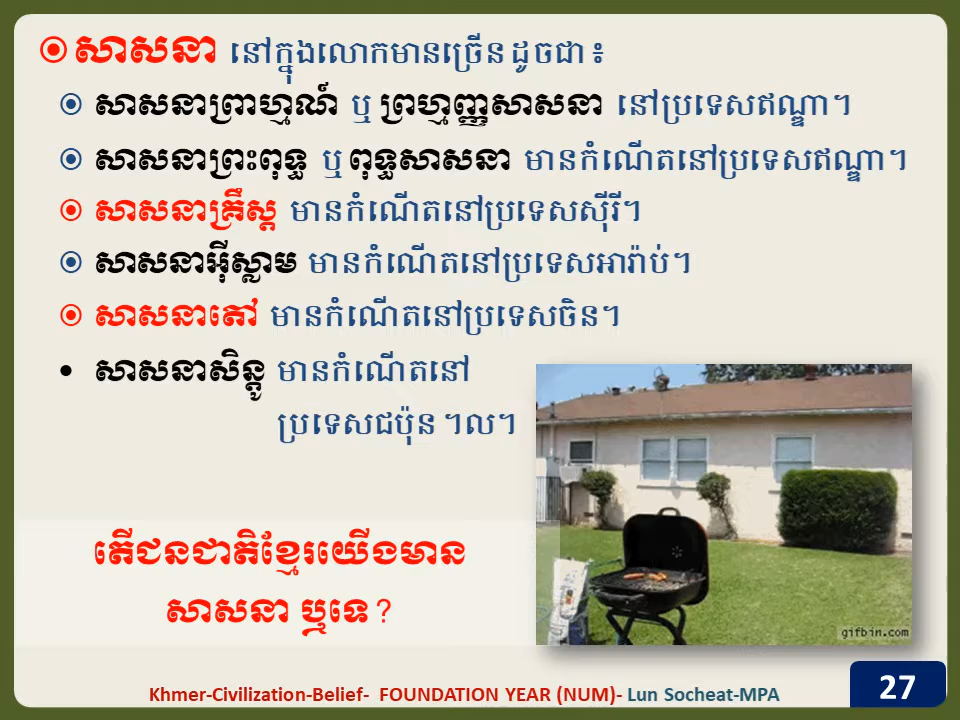 សាសនា នៅក្នុងលោកមានច្រើន ដូចជា ៖
សាសនាព្រាហ្មណ៍ ឬ ព្រហ្មញ្ញសាសនា នៅប្រទេសឥណ្ឌា។
សាសនាព្រះពុទ្ធ ឬ ពុទ្ធសាសនា មានកំណើតនៅប្រទេសឥណ្ឌា។
សាសនាគ្រឹស្ត មានកំណើតនៅប្រទេសស៊ីរី។
សាសនាអ៊ីស្លាម មានកំណើតនៅប្រទេសអារ៉ាប់។
សាសនាតៅ មានកំណើតនៅប្រទេសចិន។
សាសនាសិន្តូ មានកំណើតនៅ
ប្រទេសជប៉ុន ។ល។
តើជនជាតិខ្មែរយើងមាន
សាសនា ឬទេ ?
gifbin.com
Khmer-Civilization-Belief- FOUNDATION YEAR (NUM)- Lun Socheat-MPA
27